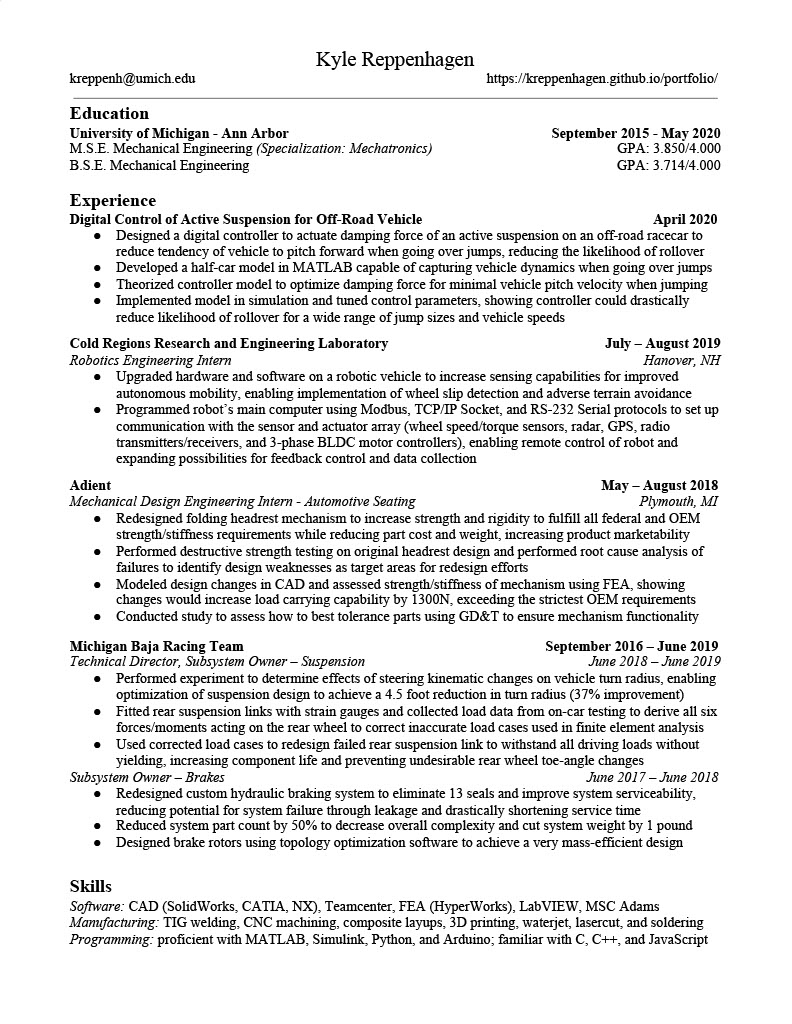 Kyle Reppenhagen
kreppenh@umich.edu https://kreppenhagen.github.io/portfolio/
Education
University of Michigan - Ann Arbor September 2015 - May 2020
M.S.E. Mechanical Engineering (Specialization: Mechatronics) GPA: 3.850/4.000
B.S.E. Mechanical Engineering GPA: 3.714/4.000
Experience
Digital Control of Active Suspension for Off-Road Vehicle April 2020
● Designed a digital controller to actuate damping force of an active suspension on an off-road racecar to
reduce tendency of vehicle to pitch forward when going over jumps, reducing the likelihood of rollover
● Developed a half-car model in MATLAB capable of capturing vehicle dynamics when going over jumps
● Theorized controller model to optimize damping force for minimal vehicle pitch velocity when jumping
● Implemented model in simulation and tuned control parameters, showing controller could drastically
reduce likelihood of rollover for a wide range of jump sizes and vehicle speeds
Cold Regions Research and Engineering Laboratory July – August 2019
Robotics Engineering Intern Hanover, NH
● Upgraded hardware and software on a robotic vehicle to increase sensing capabilities for improved
autonomous mobility, enabling implementation of wheel slip detection and adverse terrain avoidance
● Programmed robot's main computer using Modbus, TCP/IP Socket, and RS-232 Serial protocols to set up
communication with the sensor and actuator array (wheel speed/torque sensors, radar, GPS, radio
transmitters/receivers, and 3-phase BLDC motor controllers), enabling remote control of robot and
expanding possibilities for feedback control and data collection
Adient May – August 2018
Mechanical Design Engineering Intern - Automotive Seating Plymouth, MI
● Redesigned folding headrest mechanism to increase strength and rigidity to fulfill all federal and OEM
strength/stiffness requirements while reducing part cost and weight, increasing product marketability
● Performed destructive strength testing on original headrest design and performed root cause analysis of
failures to identify design weaknesses as target areas for redesign efforts
● Modeled design changes in CAD and assessed strength/stiffness of mechanism using FEA, showing
changes would increase load carrying capability by 1300N, exceeding the strictest OEM requirements
● Conducted study to assess how to best tolerance parts using GD&T to ensure mechanism functionality
Michigan Baja Racing Team September 2016 – June 2019
Technical Director, Subsystem Owner – Suspension June 2018 – June 2019
● Performed experiment to determine effects of steering kinematic changes on vehicle turn radius, enabling
optimization of suspension design to achieve a 4.5 foot reduction in turn radius (37% improvement)
● Fitted rear suspension links with strain gauges and collected load data from on-car testing to derive all six
forces/moments acting on the rear wheel to correct inaccurate load cases used in finite element analysis
● Used corrected load cases to redesign failed rear suspension link to withstand all driving loads without
yielding, increasing component life and preventing undesirable rear wheel toe-angle changes
Subsystem Owner – Brakes June 2017 – June 2018
● Redesigned custom hydraulic braking system to eliminate 13 seals and improve system serviceability,
reducing potential for system failure through leakage and drastically shortening service time
● Reduced system part count by 50% to decrease overall complexity and cut system weight by 1 pound
● Designed brake rotors using topology optimization software to achieve a very mass-efficient design
Skills
Software: CAD (SolidWorks, CATIA, NX), Teamcenter, FEA (HyperWorks), LabVIEW, MSC Adams
Manufacturing: TIG welding, CNC machining, composite layups, 3D printing, waterjet, lasercut, and soldering
Programming: proficient with MATLAB, Simulink, Python, and Arduino; familiar with C, C++, and JavaScript